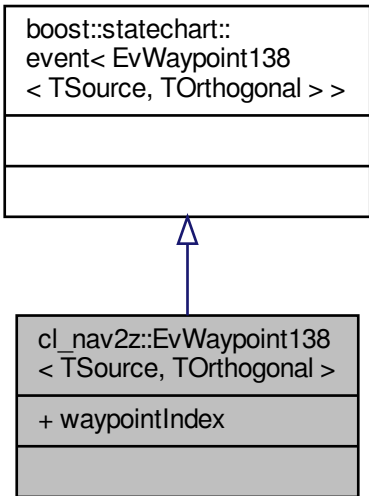 boost::statechart::
event< EvWaypoint138
< TSource, TOrthogonal > >
cl_nav2z::EvWaypoint138
< TSource, TOrthogonal >
+ waypointIndex